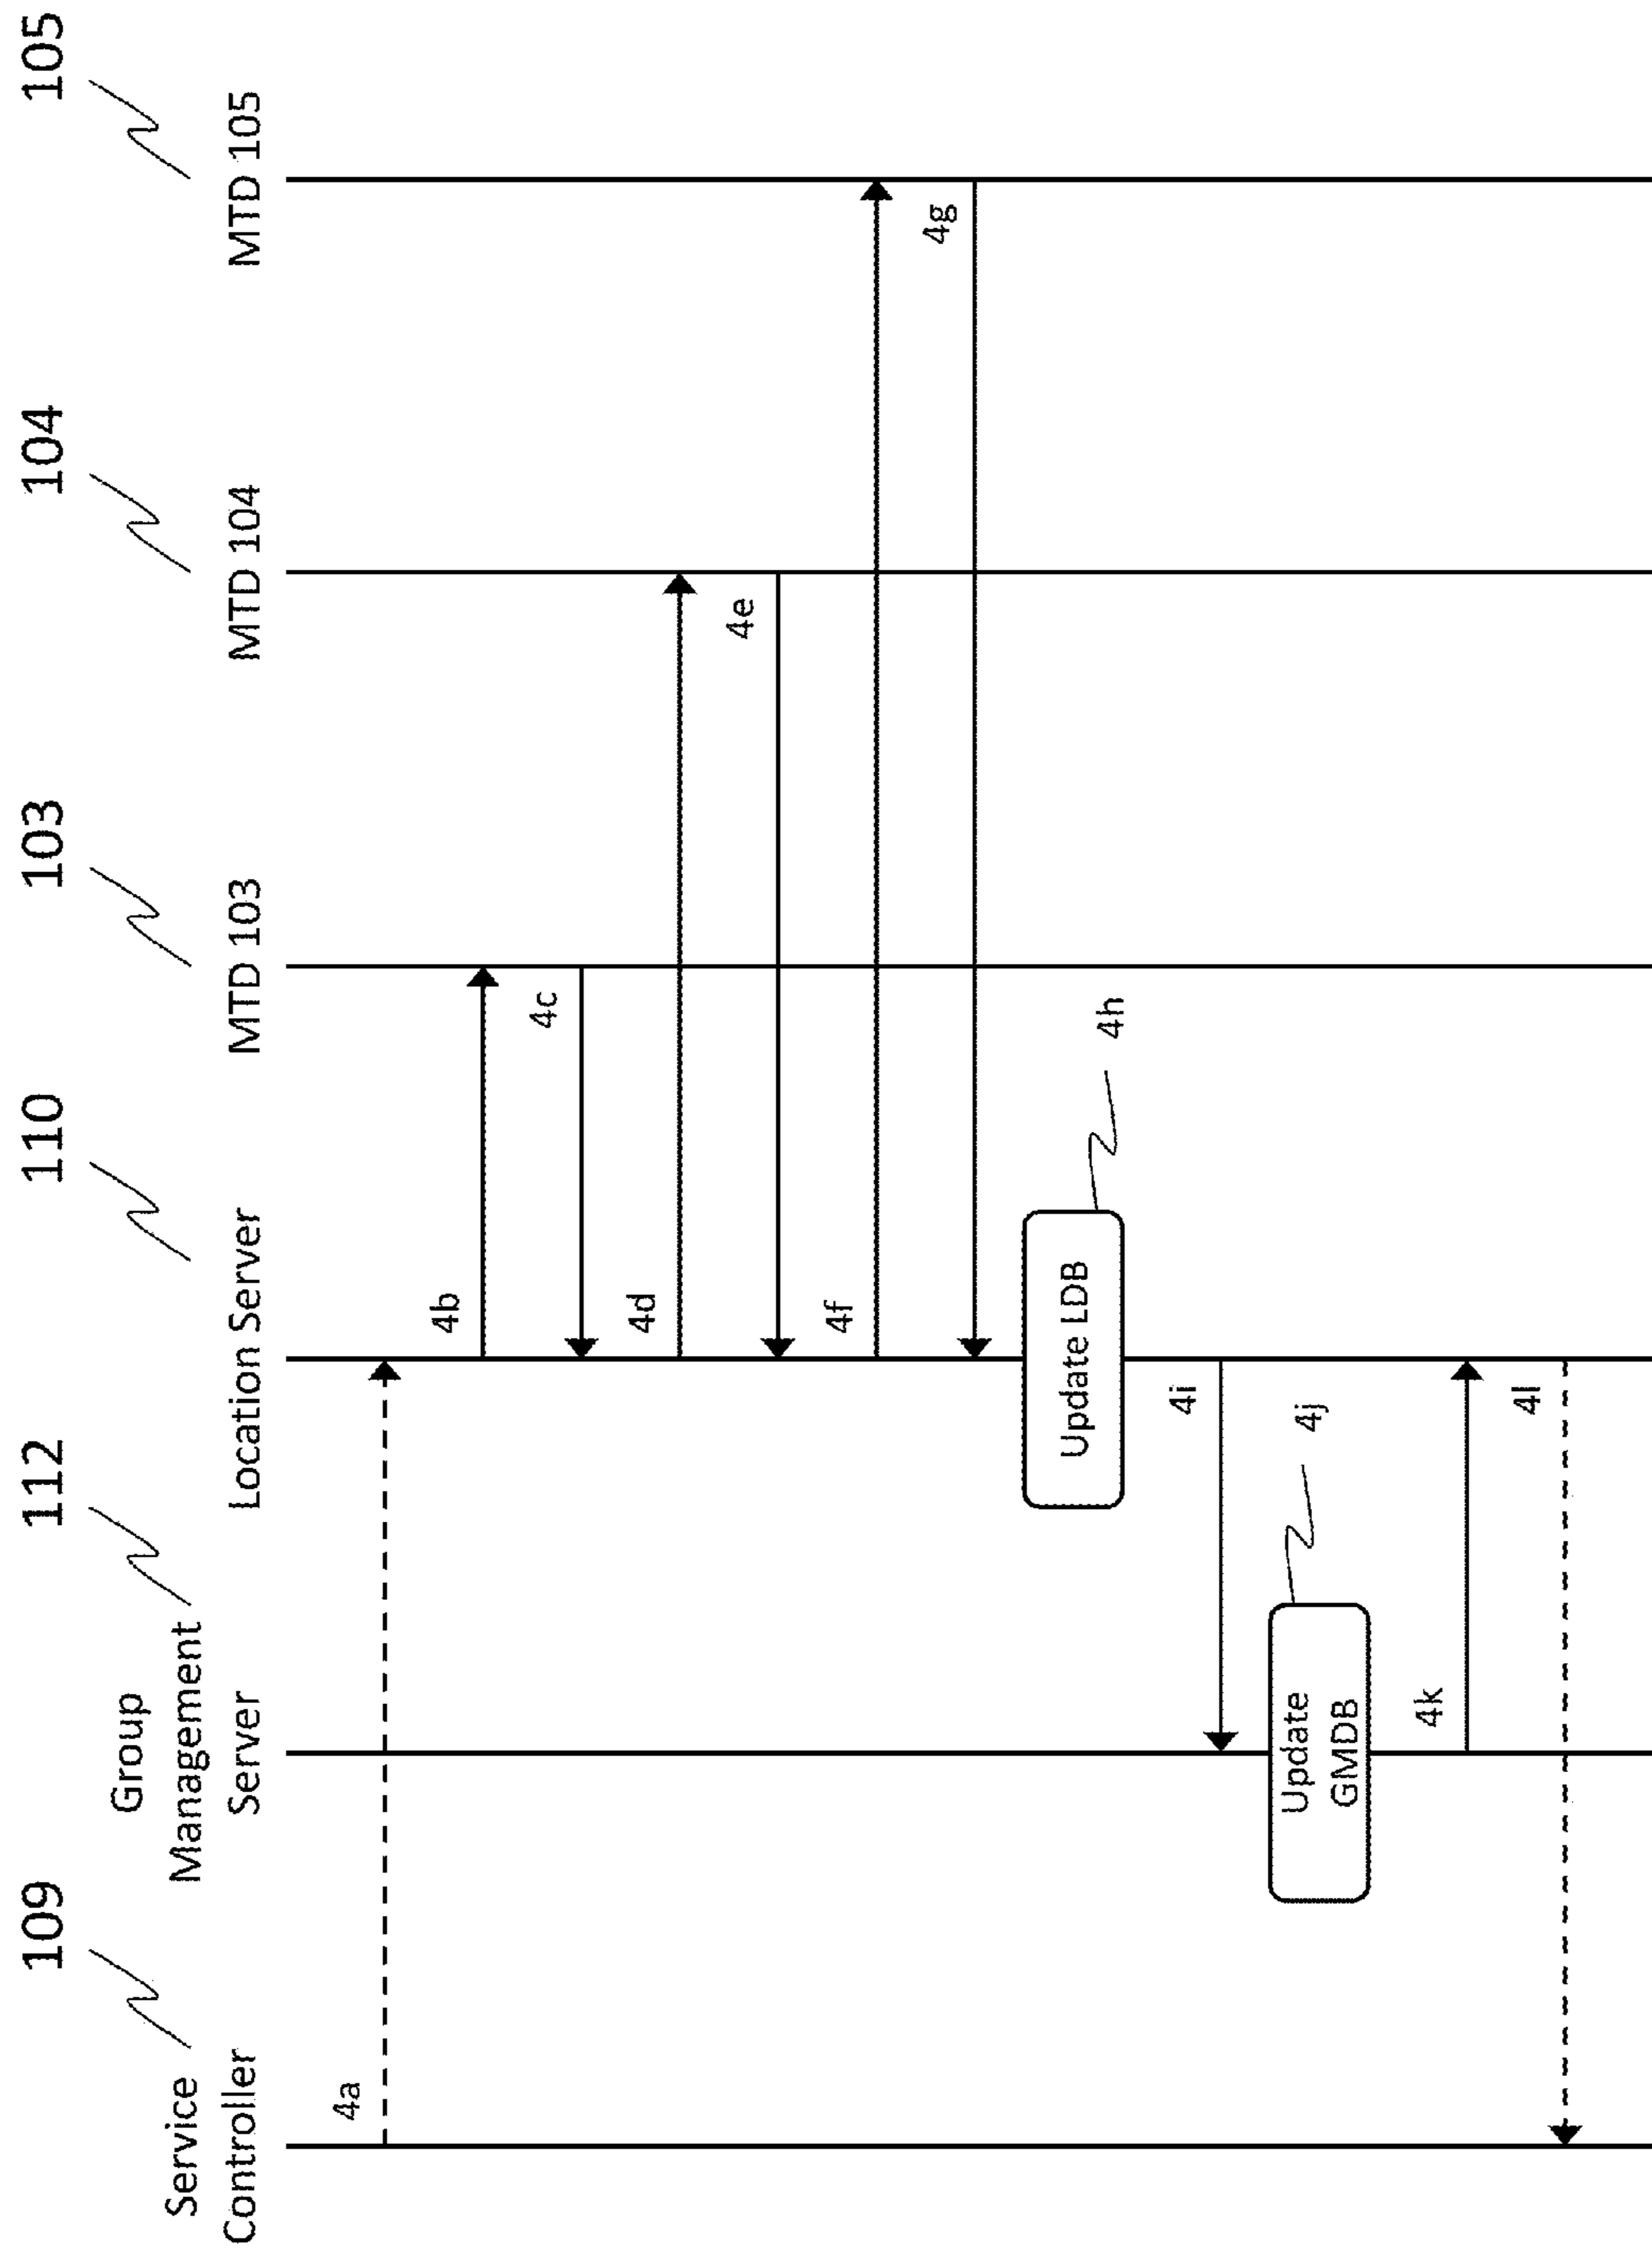 109
112
110
103
104
105
Service
Controller
Group
Management
Server
Location Server
MTD 103
MTD 104
MTD 105
4a
4b
4c
4d
4e
4f
4g
Update LDB
4h
4i
Update
GMDB
4j
4k
4l